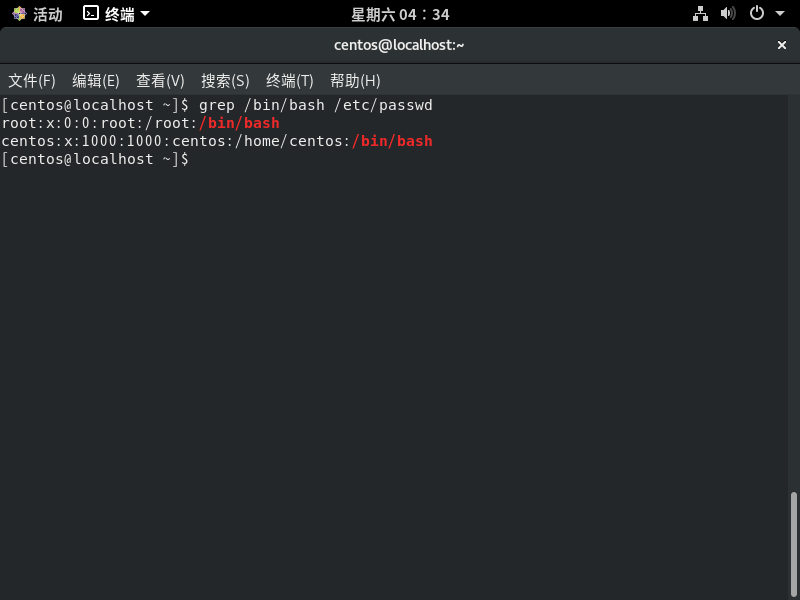 活动 终端 星期六 04：34
centos@localhost:~
文件(F) 编辑(E) 查看(V) 搜索(S) 终端(T) 帮助(H)
[centos@localhost ~]$ grep /bin/bash /etc/passwd
root:x:0:0:root:/root:/bin/bash
centos:x:1000:1000:centos:/home/centos:/bin/bash
[centos@localhost ~]$